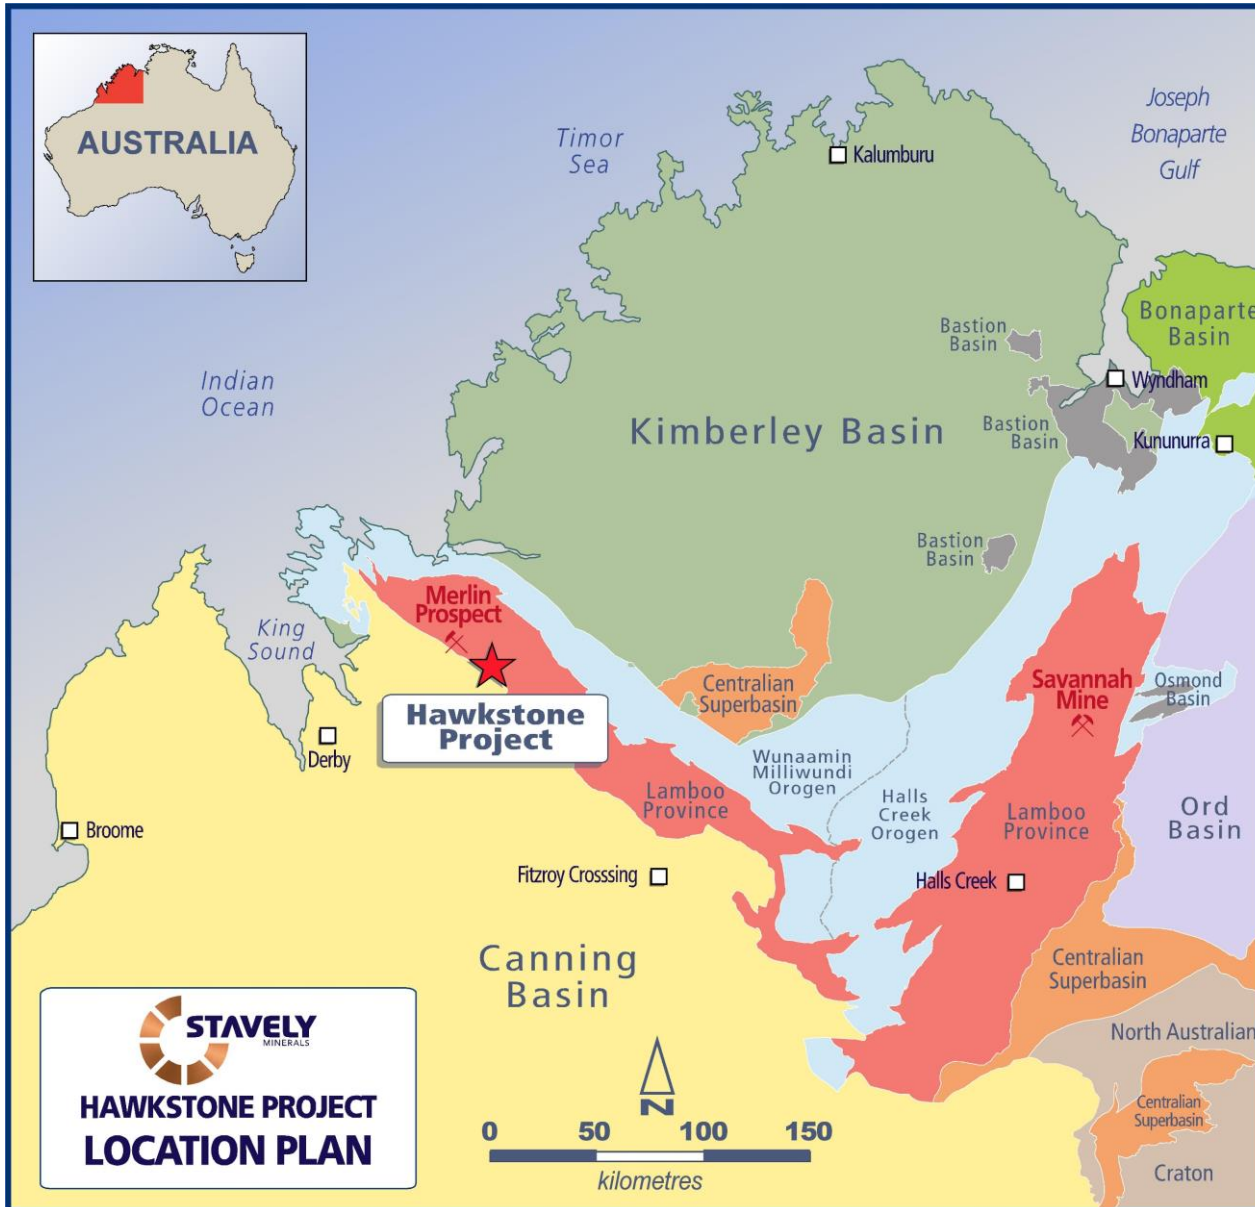 AUSTRALIA
Timor
Sea
Joseph
Bonaparte
Gulf
Kalumburu
Indian
Ocean
Bonaparte
Basin
Bastion
Basin
Wyndham
Kimberley Basin
Bastion
Basin
Kununurra
Bastion
Basin
Merlin
Prospect
King
Sound
Centralian
Superbasin
Savannah
Mine
Osmond
Basin
Hawkstone
Project
Derby
Wunaamin
Milliwundi
Orogen
Lamboo
Province
Halls
Creek
Orogen
Lamboo
Province
Ord
Basin
Broome
Fitzroy Crosssing
Halls Creek
Canning
Basin
Centralian
Superbasin
North Australian
Centralian
Superbasin
Craton
STAVELY
MINERALS
HAWKSTONE PROJECT
LOCATION PLAN
N
0 50 100 150
kilometres